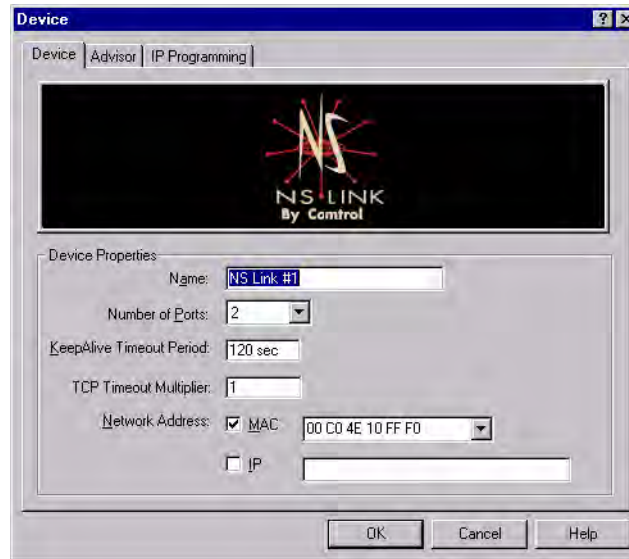 Device
Device Advisor IP Programming
NS
NS LINK
By Comtrol
Device Properties
Name: NS Link #1
Number of Ports: 2
KeepAlive Timeout Period: 120 sec
TCP Timeout Multiplier: 1
Network Address: MAC 00 C0 4E 10 FF F0
IP
OK Cancel Help